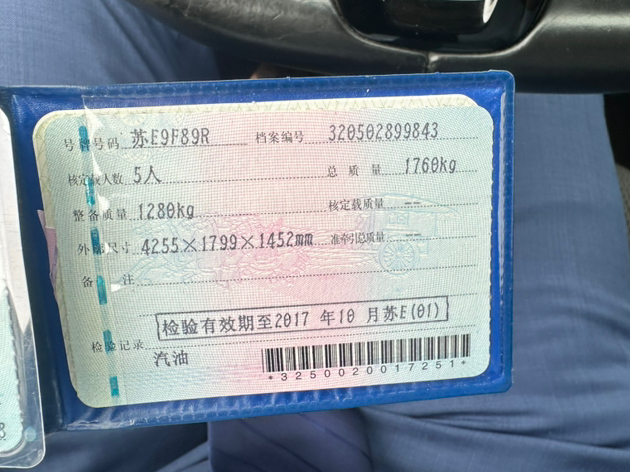 号牌号码 苏E9F89R 档案编号 320502899843
核定载人数 5人 总质量 1760kg
整备质量 1280kg 核定载质量 --
外廓尺寸 4255×1799×1452mm 准牵引总质量 --
备注
检验有效期至2017年10月苏E(01)
检验记录
汽油
*3250020017251*